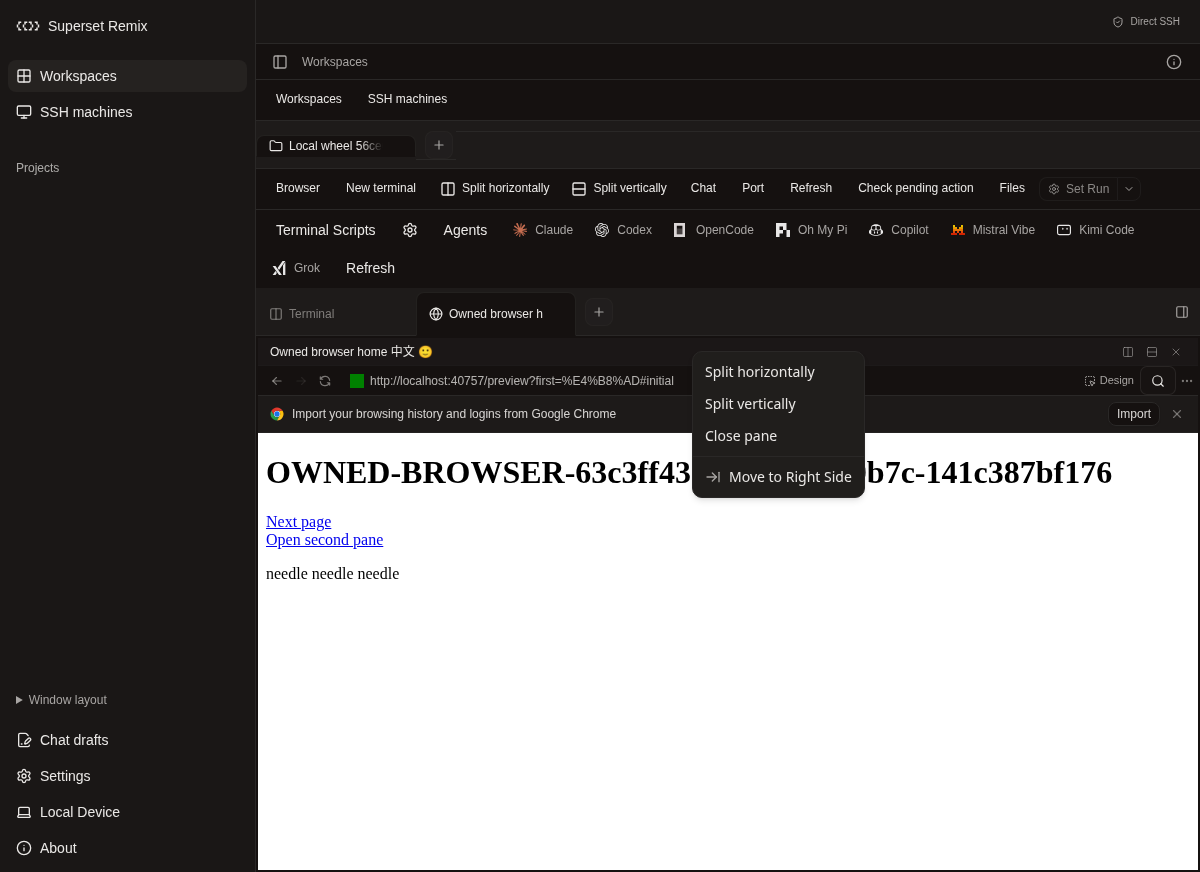 Superset Remix
Direct SSH
Workspaces
Workspaces
SSH machines
Workspaces SSH machines
Projects
Local wheel 56ce
Browser New terminal Split horizontally Split vertically Chat Port Refresh Check pending action Files Set Run
Terminal Scripts Agents Claude Codex OpenCode Oh My Pi Copilot Mistral Vibe Kimi Code
Grok Refresh
Terminal Owned browser h
Owned browser home 中文 🙂
http://localhost:40757/preview?first=%E4%B8%AD#initial Design
Import your browsing history and logins from Google Chrome Import
Split horizontally
Split vertically
Close pane
Move to Right Side
OWNED-BROWSER-63c3ff43 b7c-141c387bf176
Next page
Open second pane
needle needle needle
Window layout
Chat drafts
Settings
Local Device
About